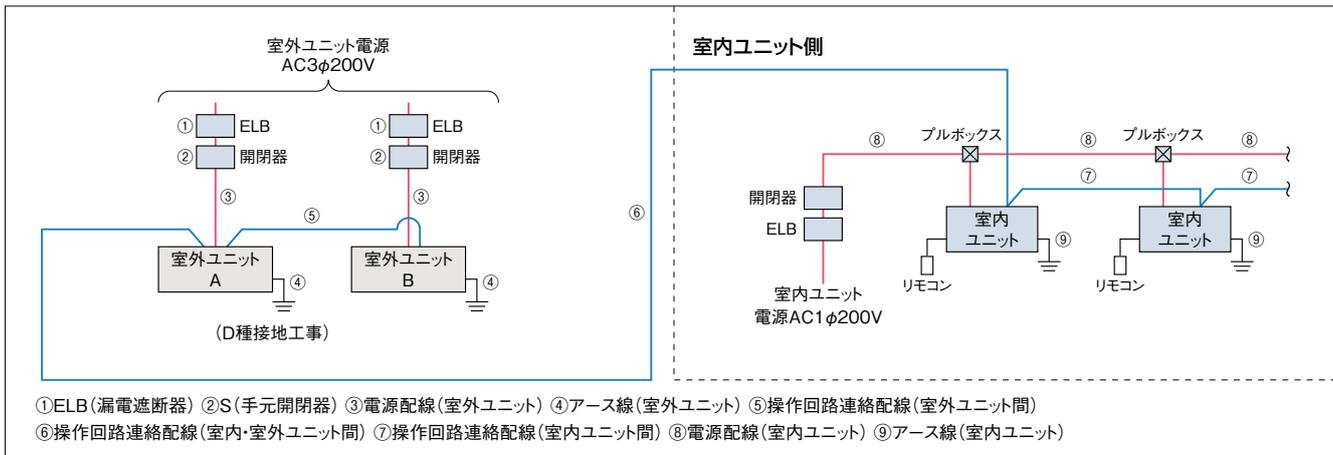 室外ユニット電源
AC3φ200V
① ELB
① ELB
② 開閉器
② 開閉器
③
③
⑤
⑥
室外ユニット
A
室外ユニット
B
④
④
(D種接地工事)
室内ユニット側
⑧
プルボックス
⑧
プルボックス
⑧
⑦
⑦
開閉器
ELB
室内
ユニット
室内
ユニット
⑨
⑨
リモコン
リモコン
室内ユニット
電源AC1φ200V
①ELB(漏電遮断器) ②S(手元開閉器) ③電源配線(室外ユニット) ④アース線(室外ユニット) ⑤操作回路連絡配線(室外ユニット間)
⑥操作回路連絡配線(室内・室外ユニット間) ⑦操作回路連絡配線(室内ユニット間) ⑧電源配線(室内ユニット) ⑨アース線(室内ユニット)